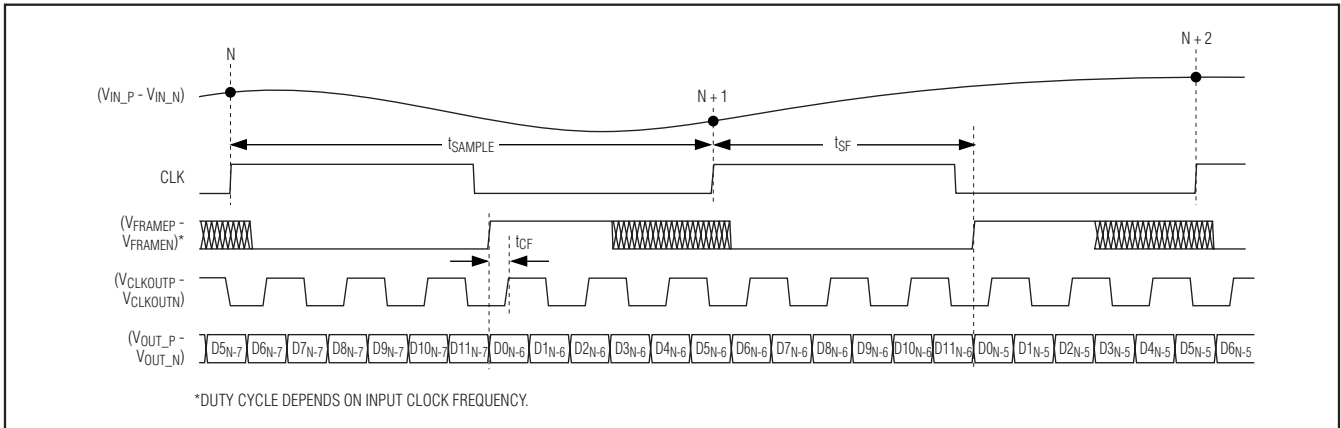 N
N + 2
(VIN_P - VIN_N)
N + 1
tSAMPLE
tSF
CLK
(VFRAMEP -
VFRAMEN)*
tCF
(VCLKOUTP -
VCLKOUTN)
(VOUT_P -
VOUT_N)
D5N-7 D6N-7 D7N-7 D8N-7 D9N-7 D10N-7 D11N-7 D0N-6 D1N-6 D2N-6 D3N-6 D4N-6 D5N-6 D6N-6 D7N-6 D8N-6 D9N-6 D10N-6 D11N-6 D0N-5 D1N-5 D2N-5 D3N-5 D4N-5 D5N-5 D6N-5
*DUTY CYCLE DEPENDS ON INPUT CLOCK FREQUENCY.